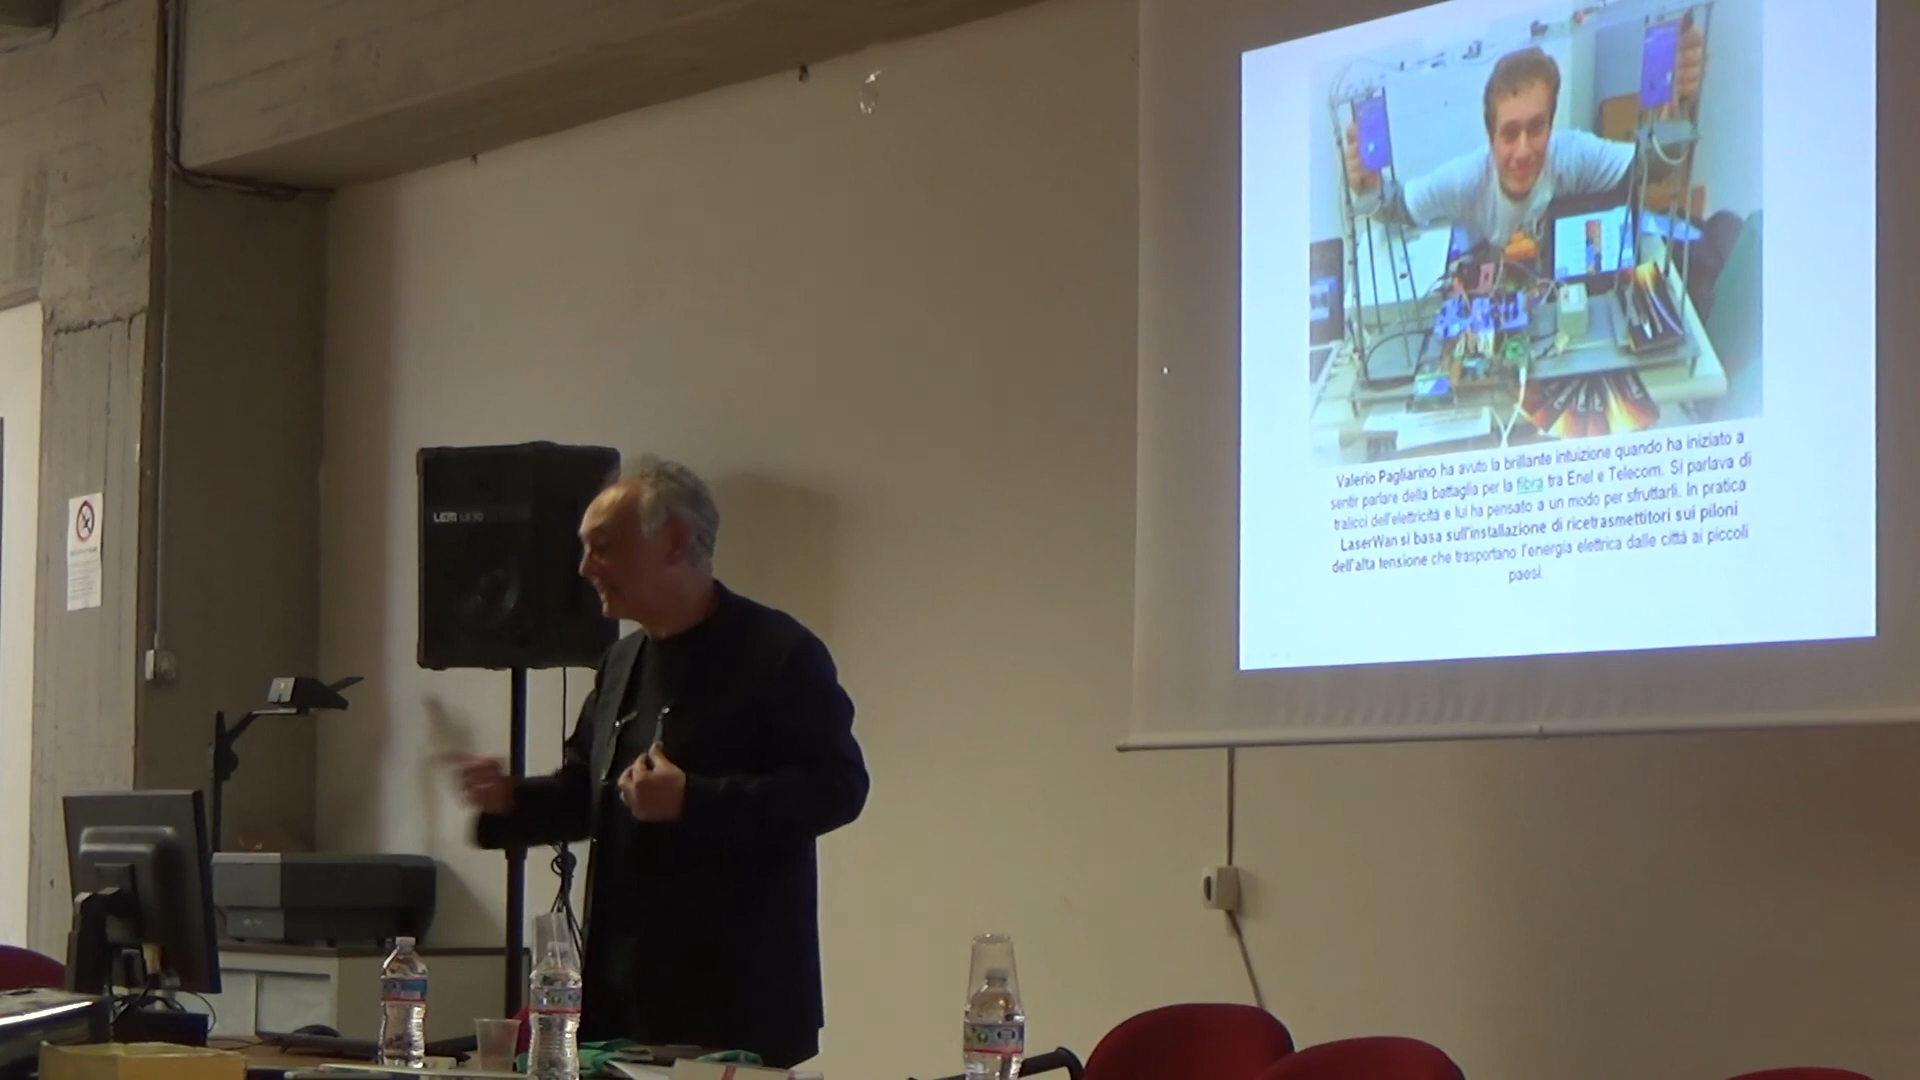 LEM
Valerio Pagliarino ha avuto la brillante intuizione quando ha iniziato a
sentir parlare della battaglia per la fibra tra Enel e Telecom. Si parlava di
tralicci dell'elettricità e lui ha pensato a un modo per sfruttarli. In pratica
LaserWan si basa sull'installazione di ricetrasmettitori sui piloni
dell'alta tensione che trasportano l'energia elettrica dalle città ai piccoli
paesi.